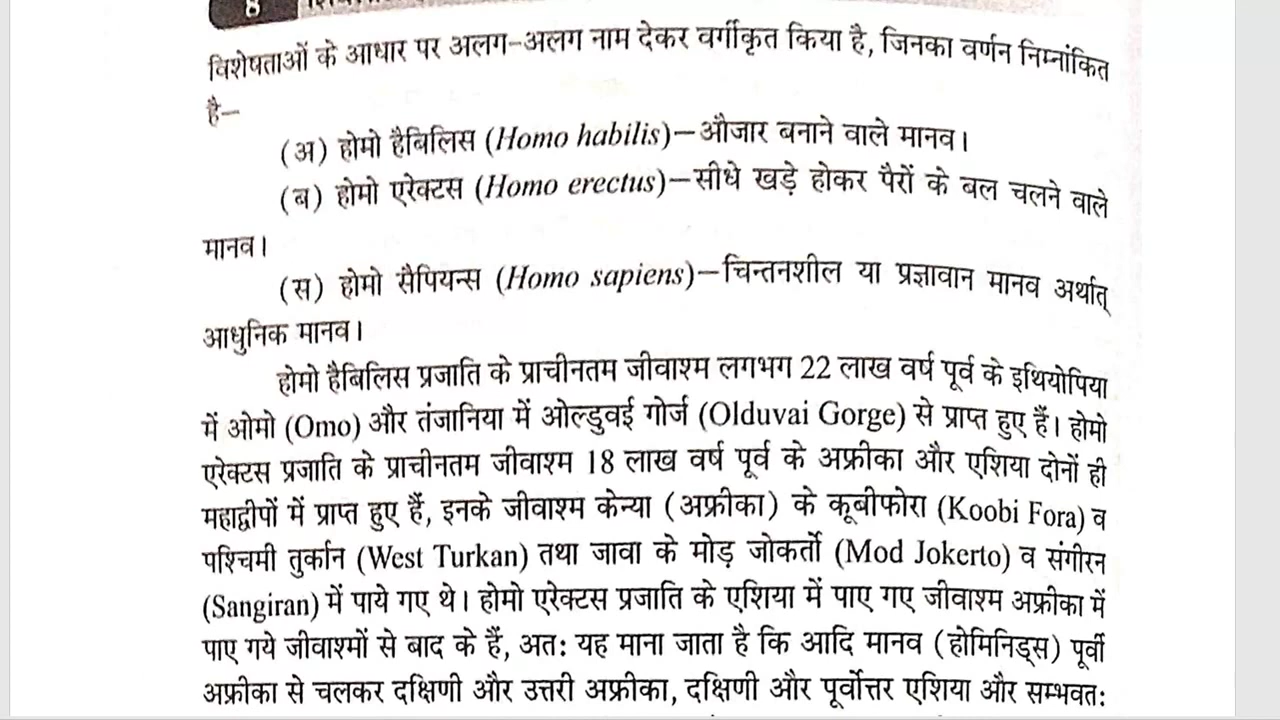 8
विशेषताओं के आधार पर अलग-अलग नाम देकर वर्गीकृत किया है, जिनका वर्णन निम्नांकित
है—
(अ) होमो हैबिलिस (Homo habilis)—औजार बनाने वाले मानव।
(ब) होमो एरेक्टस (Homo erectus)—सीधे खड़े होकर पैरों के बल चलने वाले
मानव।
(स) होमो सैपियन्स (Homo sapiens)—चिन्तनशील या प्रज्ञावान मानव अर्थात्
आधुनिक मानव।
होमो हैबिलिस प्रजाति के प्राचीनतम जीवाश्म लगभग 22 लाख वर्ष पूर्व के इथियोपिया
में ओमो (Omo) और तंजानिया में ओल्डुवई गोर्ज (Olduvai Gorge) से प्राप्त हुए हैं। होमो
एरेक्टस प्रजाति के प्राचीनतम जीवाश्म 18 लाख वर्ष पूर्व के अफ्रीका और एशिया दोनों ही
महाद्वीपों में प्राप्त हुए हैं, इनके जीवाश्म केन्या (अफ्रीका) के कूबीफोरा (Koobi Fora) व
पश्चिमी तुर्कान (West Turkan) तथा जावा के मोड़ जोकर्तो (Mod Jokerto) व संगीरन
(Sangiran) में पाये गए थे। होमो एरेक्टस प्रजाति के एशिया में पाए गए जीवाश्म अफ्रीका में
पाए गये जीवाश्मों से बाद के हैं, अत: यह माना जाता है कि आदि मानव (होमिनिड्स) पूर्वी
अफ्रीका से चलकर दक्षिणी और उत्तरी अफ्रीका, दक्षिणी और पूर्वोत्तर एशिया और सम्भवत: